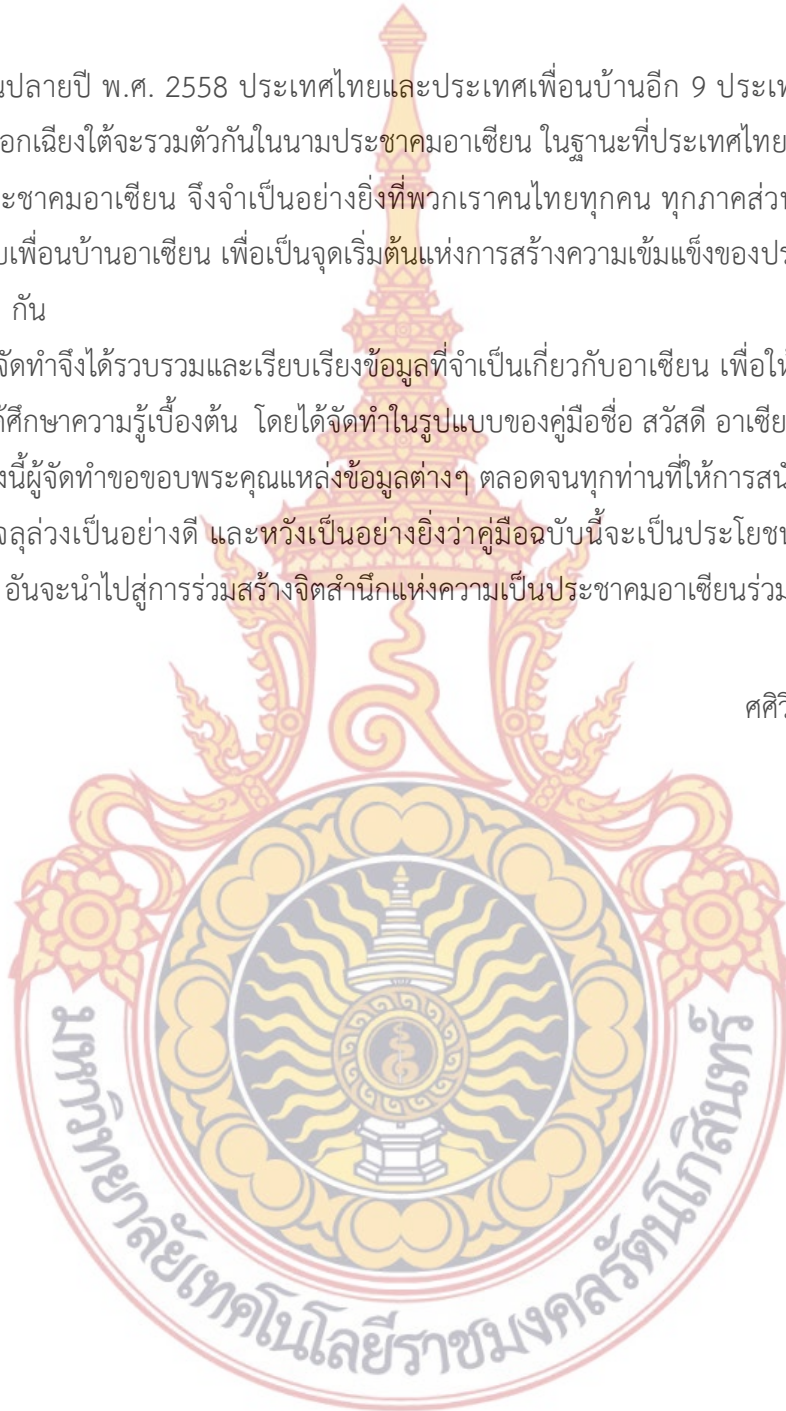 นปลายปี พ.ศ. 2558 ประเทศไทยและประเทศเพื่อนบ้านอีก 9 ประเท
อกเฉียงใต้จะรวมตัวกันในนามประชาคมอาเซียน ในฐานะที่ประเทศไทย
ะชาคมอาเซียน จึงจำเป็นอย่างยิ่งที่พวกเราคนไทยทุกคน ทุกภาคส่วน
บเพื่อนบ้านอาเซียน เพื่อเป็นจุดเริ่มต้นแห่งการสร้างความเข้มแข็งของปร
กัน
จัดทำจึงได้รวบรวมและเรียบเรียงข้อมูลที่จำเป็นเกี่ยวกับอาเซียน เพื่อให้
ด้ศึกษาความรู้เบื้องต้น โดยได้จัดทำในรูปแบบของคู่มือชื่อ สวัสดี อาเซีย
งนี้ผู้จัดทำขอขอบพระคุณแหล่งข้อมูลต่างๆ ตลอดจนทุกท่านที่ให้การสนั
จลุล่วงเป็นอย่างดี และหวังเป็นอย่างยิ่งว่าคู่มือฉบับนี้จะเป็นประโยชน
อันจะนำไปสู่การร่วมสร้างจิตสำนึกแห่งความเป็นประชาคมอาเซียนร่วม
ศศิวิ
มหาวิทยาลัยเทคโนโลยีราชมงคลรัตนโกสินทร์